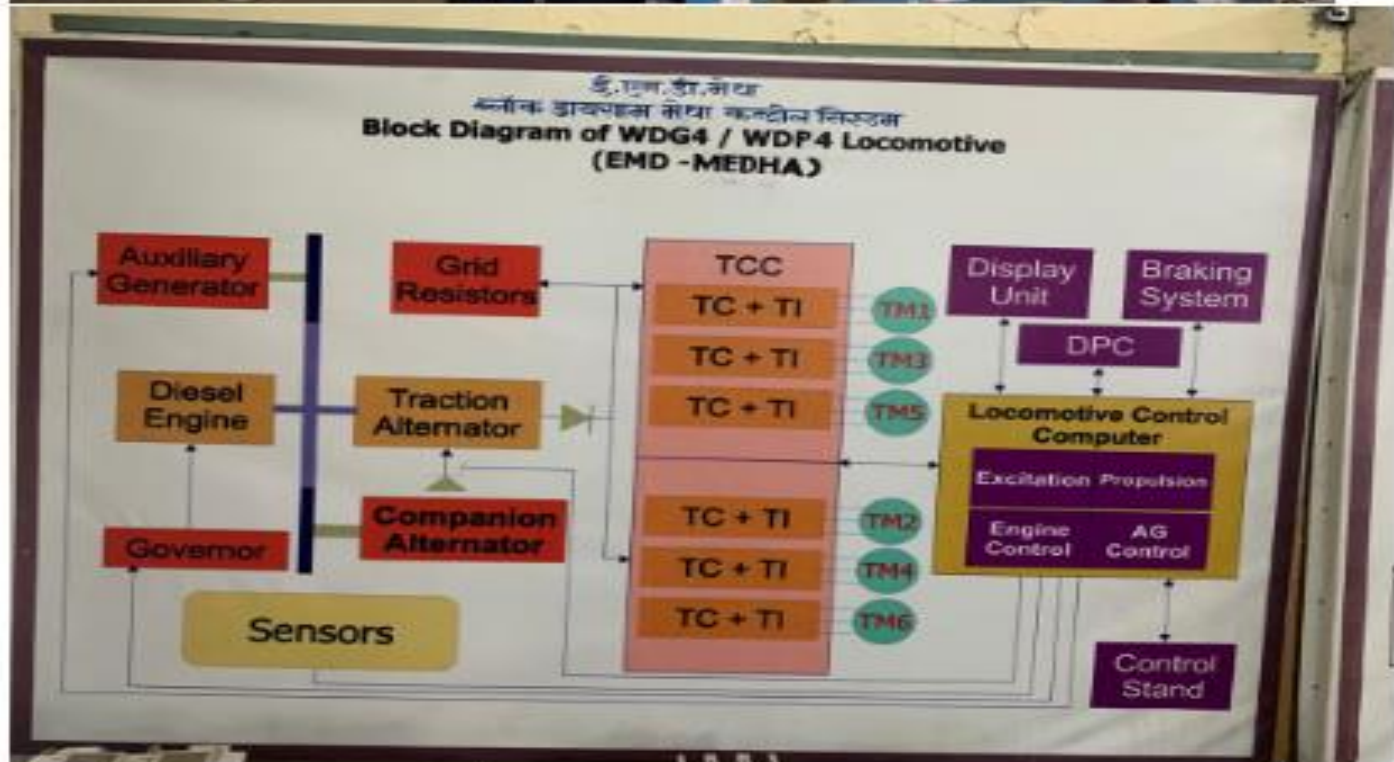 ई.एम.डी.मेधा
ब्लॉक डायग्राम मेधा कन्ट्रोल सिस्टम
Block Diagram of WDG4 / WDP4 Locomotive
(EMD -MEDHA)
Auxiliary
Generator
Grid
Resistors
TCC
TC + TI
TM1
TC + TI
TM3
TC + TI
TM5
Display
Unit
Braking
System
DPC
Diesel
Engine
Traction
Alternator
Locomotive Control
Computer
Excitation Propulsion
Engine
Control
AG
Control
Governor
Companion
Alternator
TC + TI
TM2
TC + TI
TM4
TC + TI
TM6
Sensors
Control
Stand